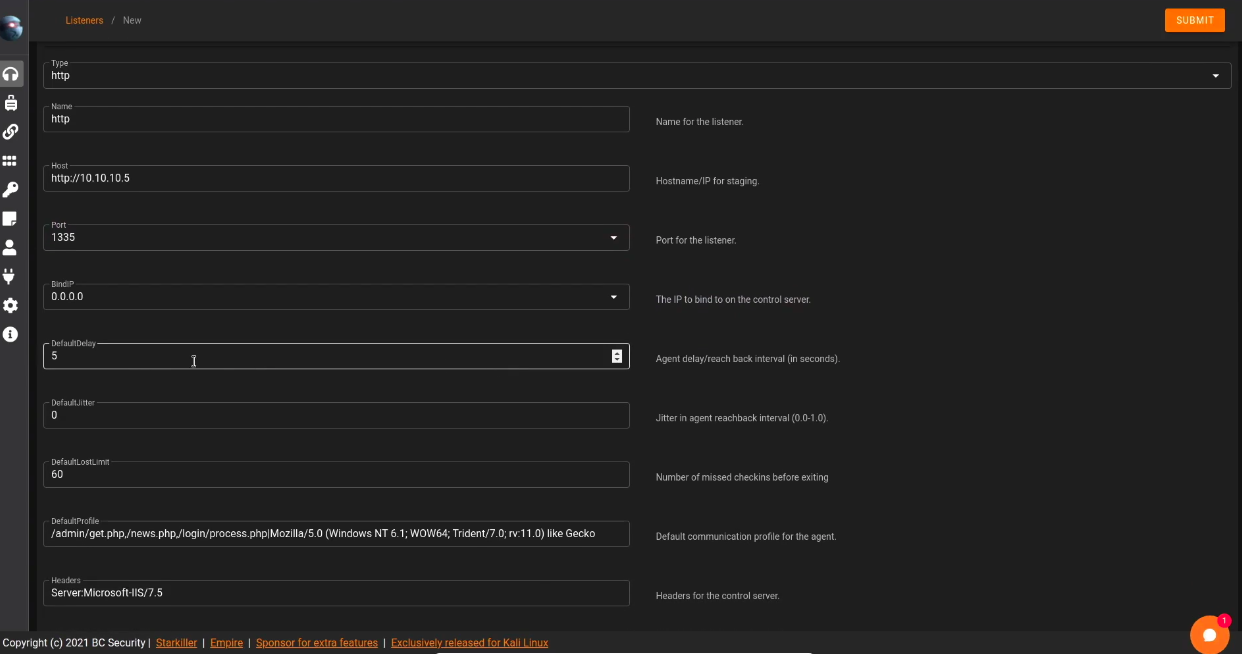 Listeners / New
SUBMIT
Type
http
Name
http
Name for the listener.
Host
http://10.10.10.5
Hostname/IP for staging.
Port
1335
Port for the listener.
BindIP
0.0.0.0
The IP to bind to on the control server.
DefaultDelay
5
Agent delay/reach back interval (in seconds).
DefaultJitter
0
Jitter in agent reachback interval (0.0-1.0).
DefaultLostLimit
60
Number of missed checkins before exiting
DefaultProfile
/admin/get.php,/news.php,/login/process.php|Mozilla/5.0 (Windows NT 6.1; WOW64; Trident/7.0; rv:11.0) like Gecko
Default communication profile for the agent.
Headers
Server:Microsoft-IIS/7.5
Headers for the control server.
1
Copyright (c) 2021 BC Security | Starkiller | Empire | Sponsor for extra features | Exclusively released for Kali Linux